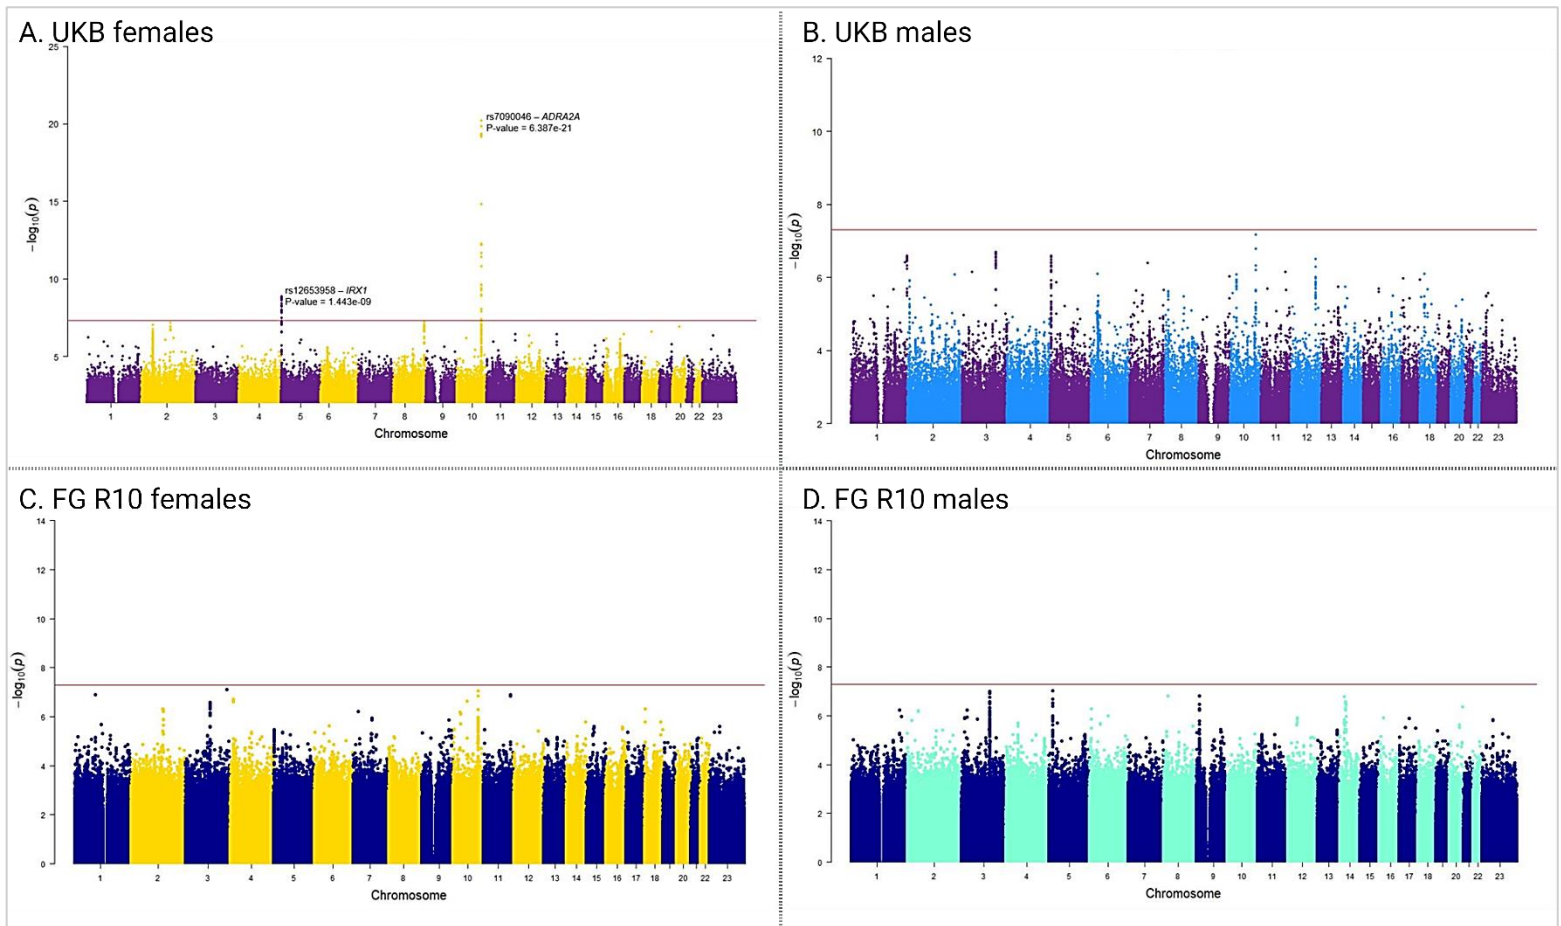 A. UKB females
25
20
15
10
5
−log10(p)
rs7090046 – ADRA2A
P-value = 6.387e-21
rs12653958 – IRX1
P-value = 1.443e-09
1 2 3 4 5 6 7 8 9 10 11 12 13 14 15 16 18 20 22 23
Chromosome
B. UKB males
12
10
8
6
4
2
−log10(p)
1 2 3 4 5 6 7 8 9 10 11 12 13 14 16 18 20 22 23
Chromosome
C. FG R10 females
14
12
10
8
6
4
2
0
−log10(p)
1 2 3 4 5 6 7 8 9 10 11 12 13 14 15 16 17 18 20 22 23
Chromosome
D. FG R10 males
14
12
10
8
6
4
2
0
−log10(p)
1 2 3 4 5 6 7 8 9 10 11 12 13 14 15 16 17 18 20 22 23
Chromosome